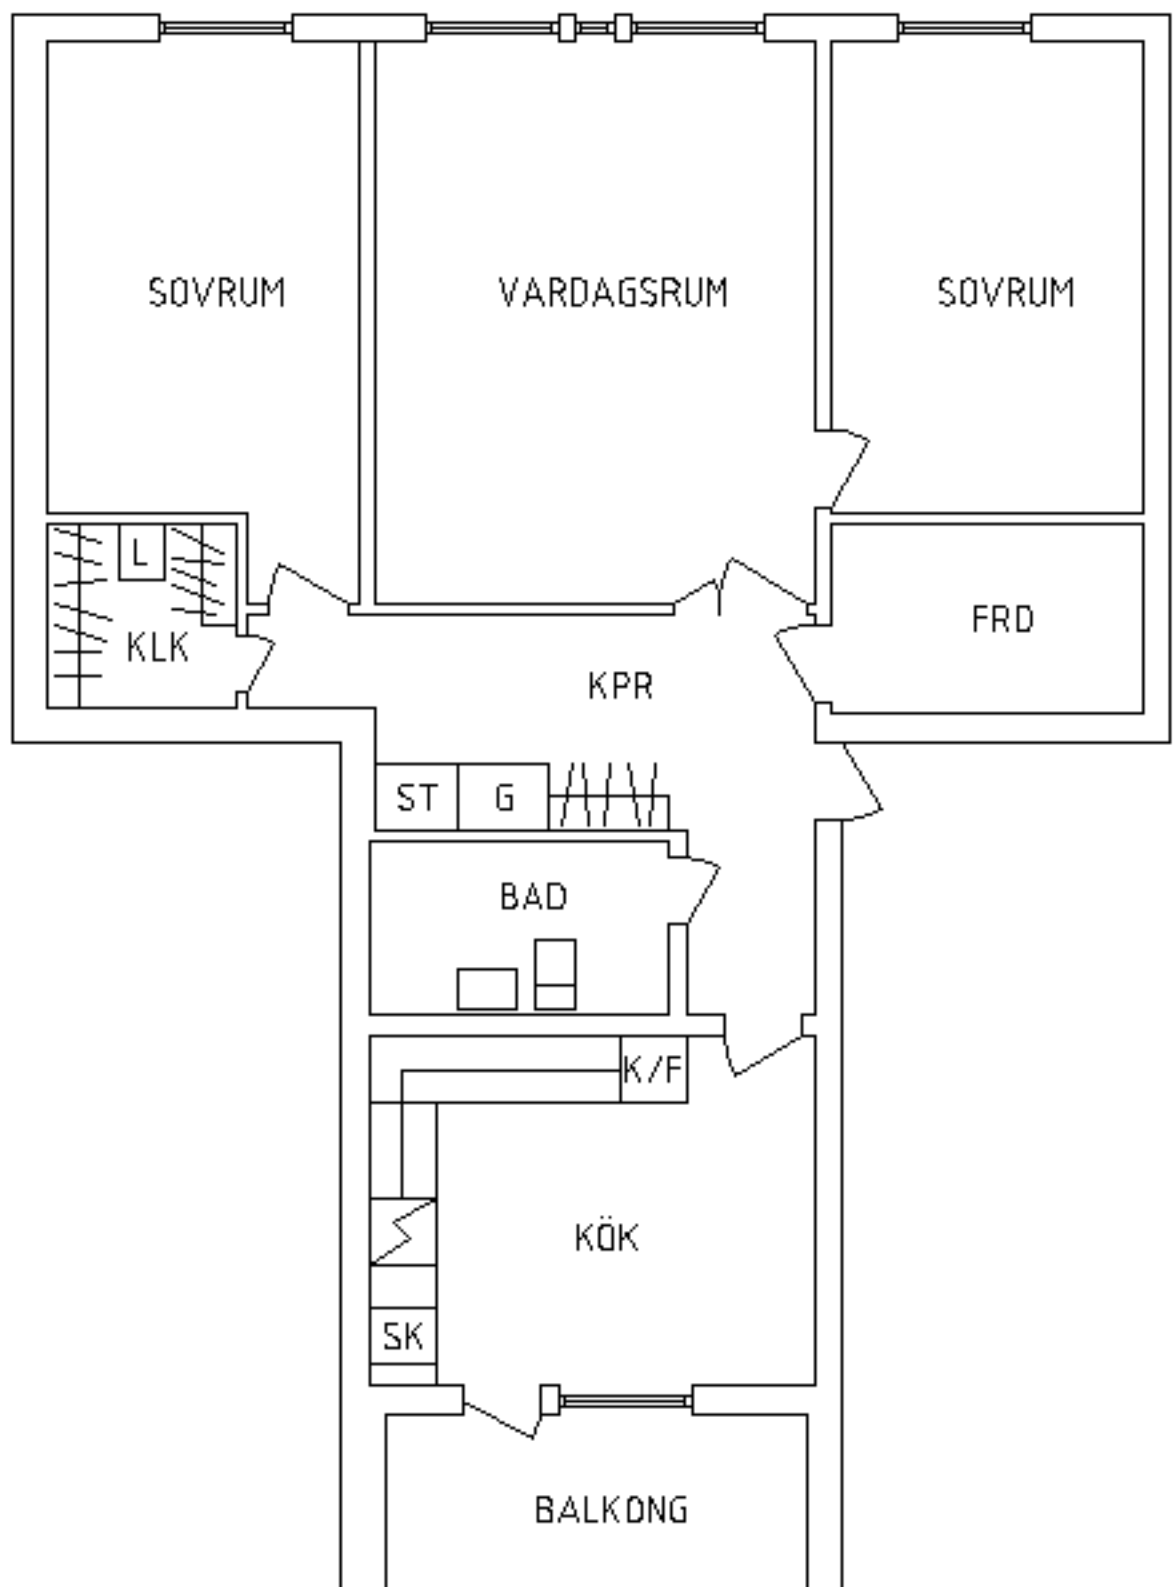 SOVRUM
VARDAGSRUM
SOVRUM
L
KLK
FRD
KPR
ST
G
BAD
K/F
KÖK
SK
BALKONG